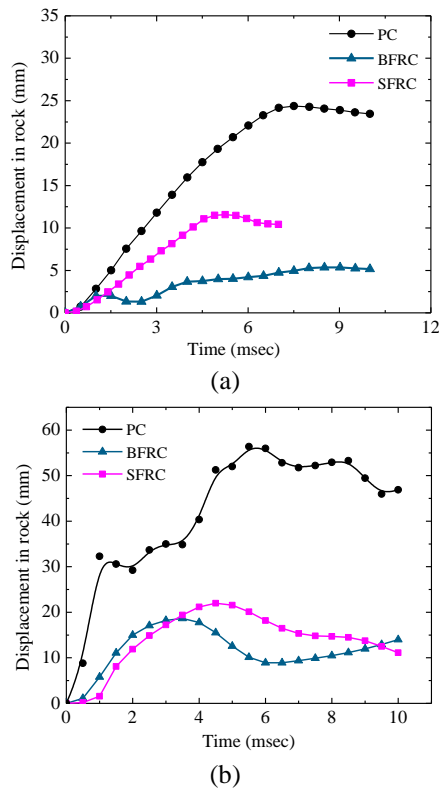 35
30
25
20
15
10
5
0
Displacement in rock (mm)
PC
BFRC
SFRC
0 3 6 9 12
Time (msec)
(a)
60
50
40
30
20
10
0
Displacement in rock (mm)
PC
BFRC
SFRC
0 2 4 6 8 10
Time (msec)
(b)